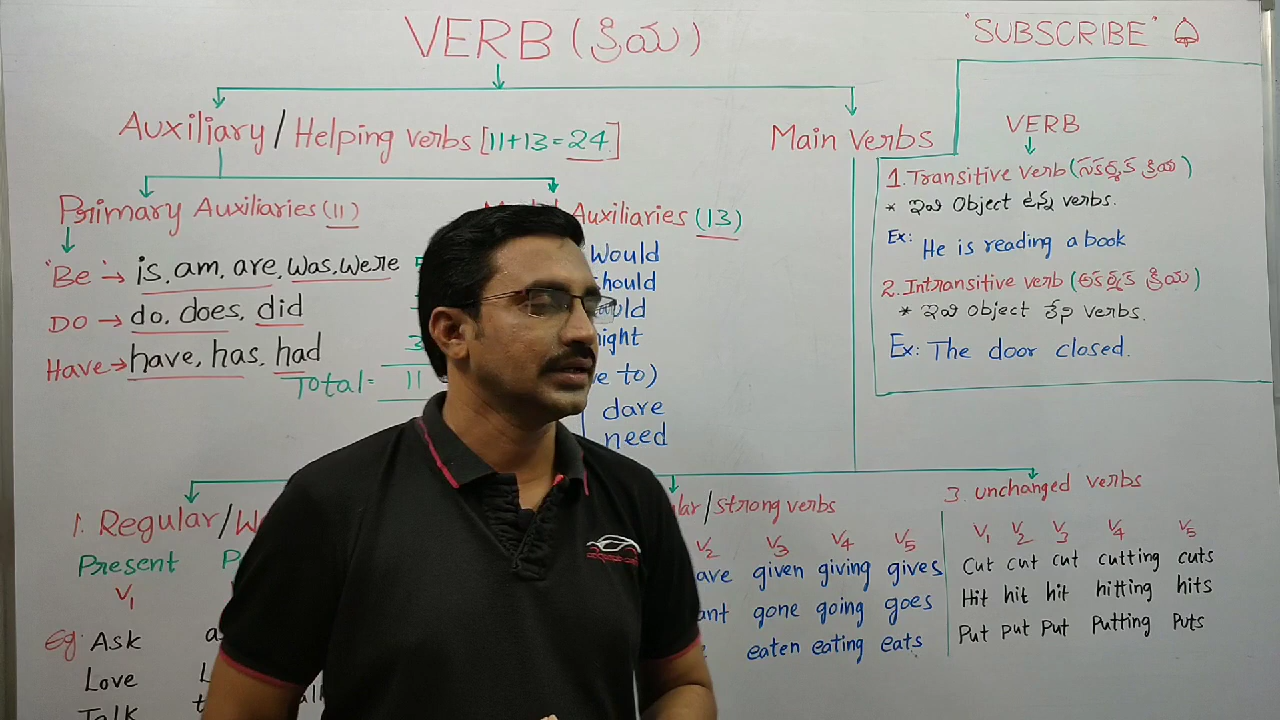 VERB (క్రియ)
"SUBSCRIBE"
Auxiliary / Helping verbs [11+13=24]
Main verbs
Primary Auxiliaries (11)
Auxiliaries (13)
'Be' → is, am, are, was, were
DO → do, does, did
Have → have, has, had
Total = 11
would
dare
need
VERB
1. Transitive verb (సకర్మక క్రియ)
* ఇవి Object ఉన్న verbs.
Ex: He is reading a book
2. Intransitive verb (అకర్మక క్రియ)
* ఇవి object లేని verbs.
Ex: The door closed.
1. Regular /
Present
V1
Eg: Ask
Love
Talk
/ strong verbs
V2 V3 V4 V5
given giving gives
gone going goes
eaten eating eats
3. unchanged verbs
V1 V2 V3 V4 V5
Cut cut cut cutting cuts
Hit hit hit hitting hits
Put put put Putting Puts